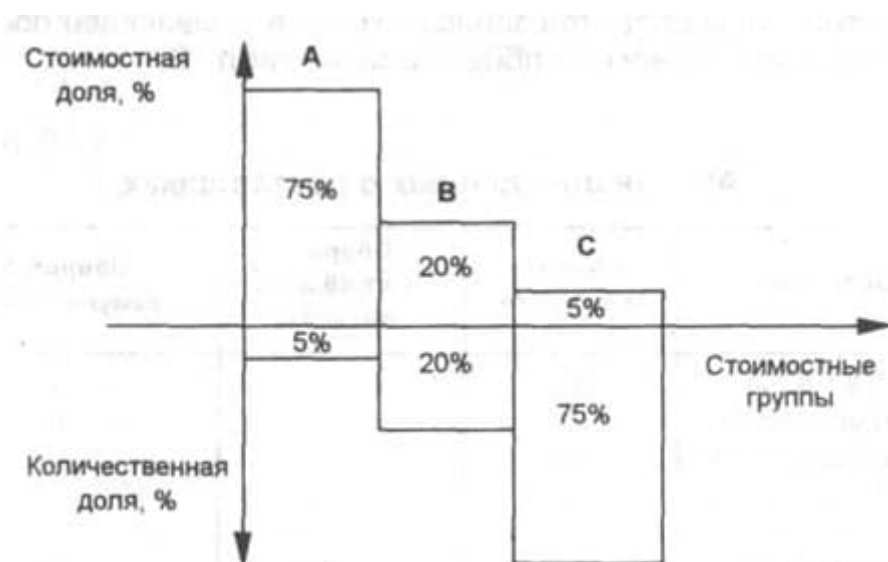 Стоимостная
доля, %
A
75%
B
20%
C
5%
5%
20%
75%
Стоимостные
группы
Количественная
доля, %